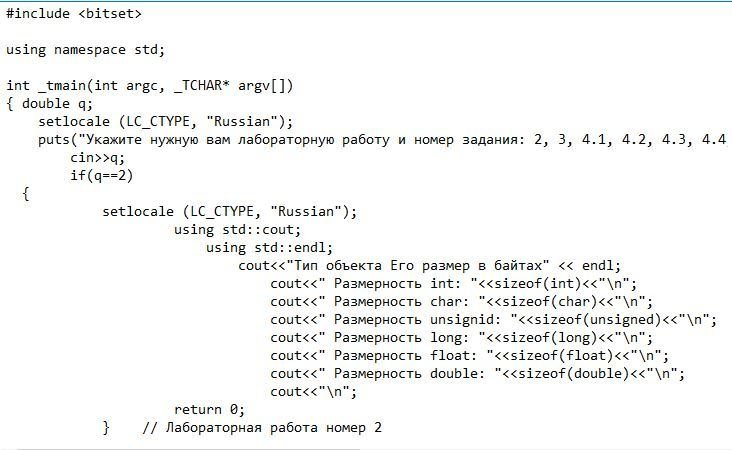 #include <bitset>
using namespace std;
int _tmain(int argc, _TCHAR* argv[])
{ double q;
setlocale (LC_CTYPE, "Russian");
puts("Укажите нужную вам лабораторную работу и номер задания: 2, 3, 4.1, 4.2, 4.3, 4.4
cin>>q;
if(q==2)
{
setlocale (LC_CTYPE, "Russian");
using std::cout;
using std::endl;
cout<<"Тип объекта Его размер в байтах" << endl;
cout<<" Размерность int: "<<sizeof(int)<<"\n";
cout<<" Размерность char: "<<sizeof(char)<<"\n";
cout<<" Размерность unsignid: "<<sizeof(unsigned)<<"\n";
cout<<" Размерность long: "<<sizeof(long)<<"\n";
cout<<" Размерность float: "<<sizeof(float)<<"\n";
cout<<" Размерность double: "<<sizeof(double)<<"\n";
cout<<"\n";
return 0;
} // Лабораторная работа номер 2